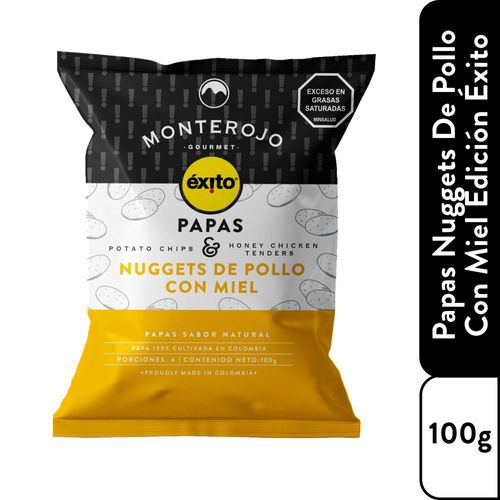 EXCESO EN
GRASAS
SATURADAS
MINSALUD
MONTEROJO
GOURMET
éxito
PAPAS
POTATO CHIPS & HONEY CHICKEN
TENDERS
NUGGETS DE POLLO
CON MIEL
PAPAS SABOR NATURAL
PAPA 100% CULTIVADA EN COLOMBIA
PORCIONES: 4 | CONTENIDO NETO: 100g
•PROUDLY MADE IN COLOMBIA•
Papas Nuggets De Pollo
Con Miel Edición Éxito
100g